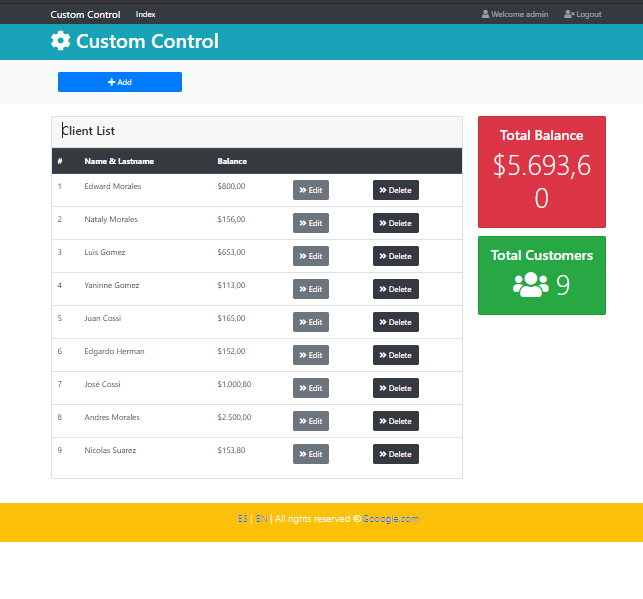 Custom Control Index Welcome admin Logout
Custom Control
Add
Client List
# Name & Lastname Balance
1 Edward Morales $800,00 Edit Delete
2 Nataly Morales $156,00 Edit Delete
3 Luis Gomez $653,00 Edit Delete
4 Yaninne Gomez $113,00 Edit Delete
5 Juan Cossi $165,00 Edit Delete
6 Edgardo Herman $152,00 Edit Delete
7 José Cossi $1.000,80 Edit Delete
8 Andres Morales $2.500,00 Edit Delete
9 Nicolas Suarez $153,80 Edit Delete
Total Balance
$5.693,6
0
Total Customers
9
ES | EN | All rights reserved ©Gooogle.com